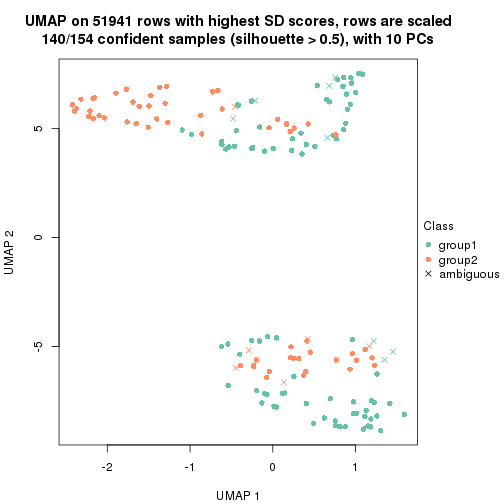 UMAP on 51941 rows with highest SD scores, rows are scaled
140/154 confident samples (silhouette > 0.5), with 10 PCs
5
0
-5
UMAP 2
-2
-1
0
1
UMAP 1
Class
group1
group2
ambiguous